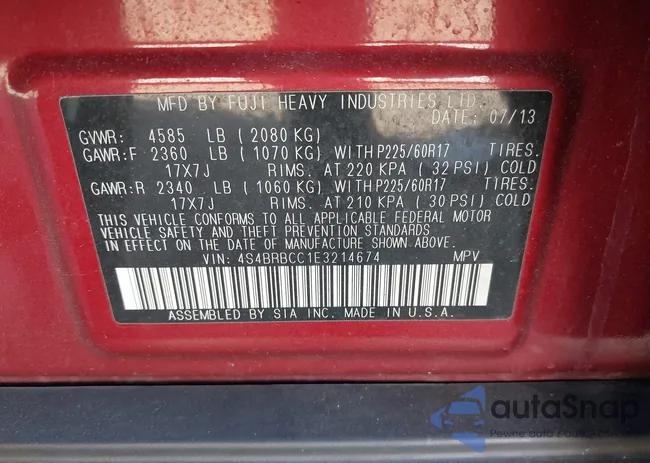 MFD BY FUJI HEAVY INDUSTRIES LTD.
DATE: 07/13
GVWR: 4585 LB ( 2080 KG)
GAWR:F 2360 LB ( 1070 KG) WITH P225/60R17 TIRES.
17X7J RIMS. AT 220 KPA ( 32 PSI) COLD
GAWR:R 2340 LB ( 1060 KG) WITH P225/60R17 TIRES.
17X7J RIMS. AT 210 KPA ( 30 PSI) COLD
THIS VEHICLE CONFORMS TO ALL APPLICABLE FEDERAL MOTOR
VEHICLE SAFETY AND THEFT PREVENTION STANDARDS
IN EFFECT ON THE DATE OF MANUFACTURE SHOWN ABOVE.
VIN: 4S4BRBCC1E3214674 MPV
ASSEMBLED BY SIA INC. MADE IN U.S.A.
autaSnap
Pewne auto